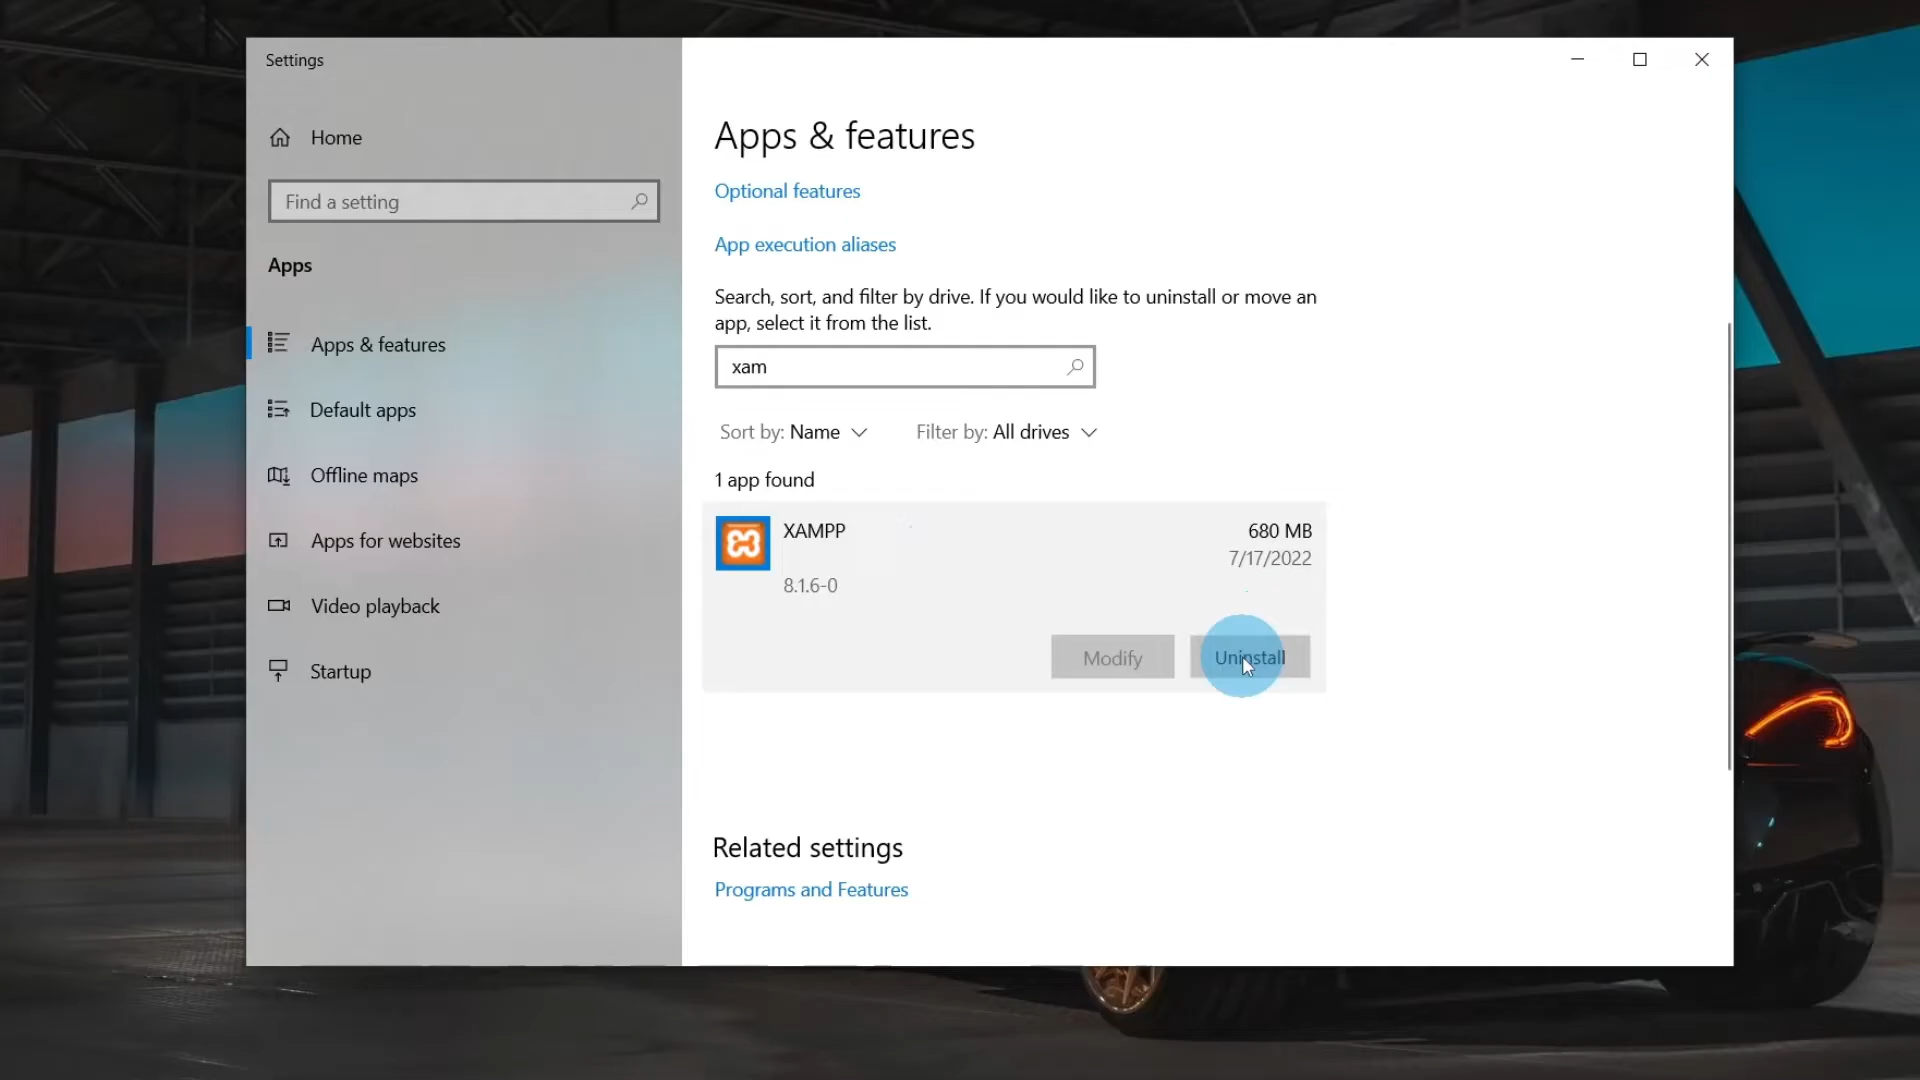 Settings
Home
Find a setting
Apps
Apps & features
Default apps
Offline maps
Apps for websites
Video playback
Startup
Apps & features
Optional features
App execution aliases
Search, sort, and filter by drive. If you would like to uninstall or move an
app, select it from the list.
xam
Sort by: Name
Filter by: All drives
1 app found
XAMPP
680 MB
7/17/2022
8.1.6-0
Modify
Uninstall
Related settings
Programs and Features